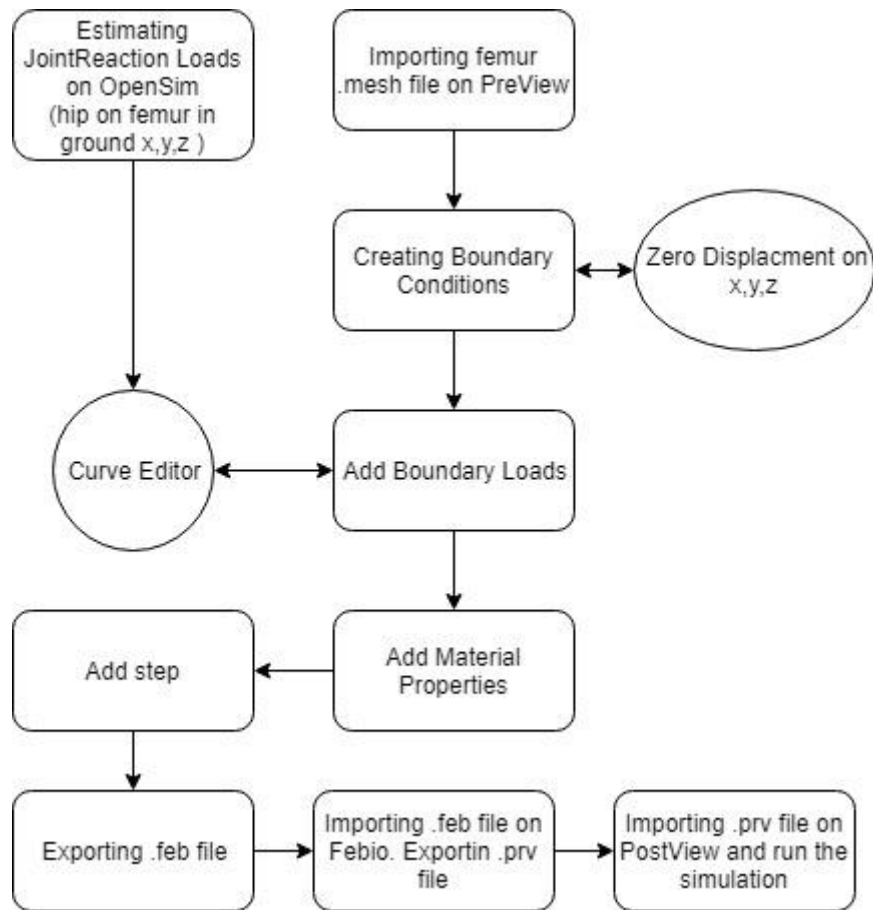 Estimating
JointReaction Loads
on OpenSim
(hip on femur in
ground x,y,z )
Importing femur
.mesh file on PreView
Creating Boundary
Conditions
Zero Displacment on
x,y,z
Curve Editor
Add Boundary Loads
Add step
Add Material
Properties
Exporting .feb file
Importing .feb file on
Febio. Exportin .prv
file
Importing .prv file on
PostView and run the
simulation